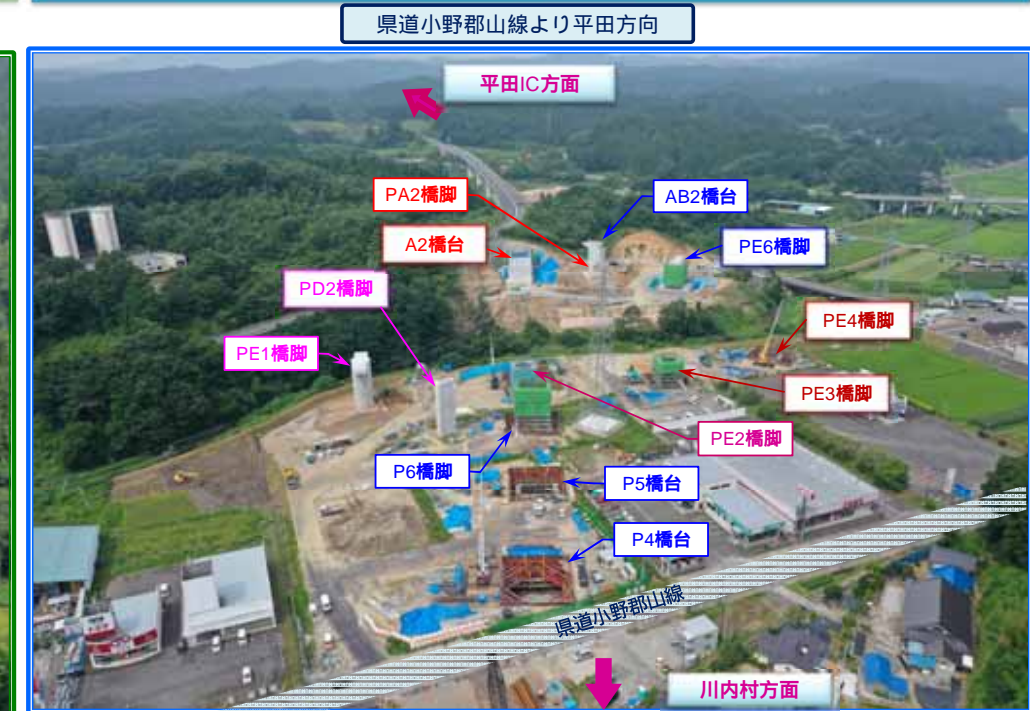 県道小野郡山線より平田方向
平田IC方面
PA2橋脚
AB2橋台
A2橋台
PE6橋脚
PD2橋脚
PE4橋脚
PE1橋脚
PE3橋脚
PE2橋脚
P6橋脚
P5橋台
P4橋台
県道小野郡山線
川内村方面